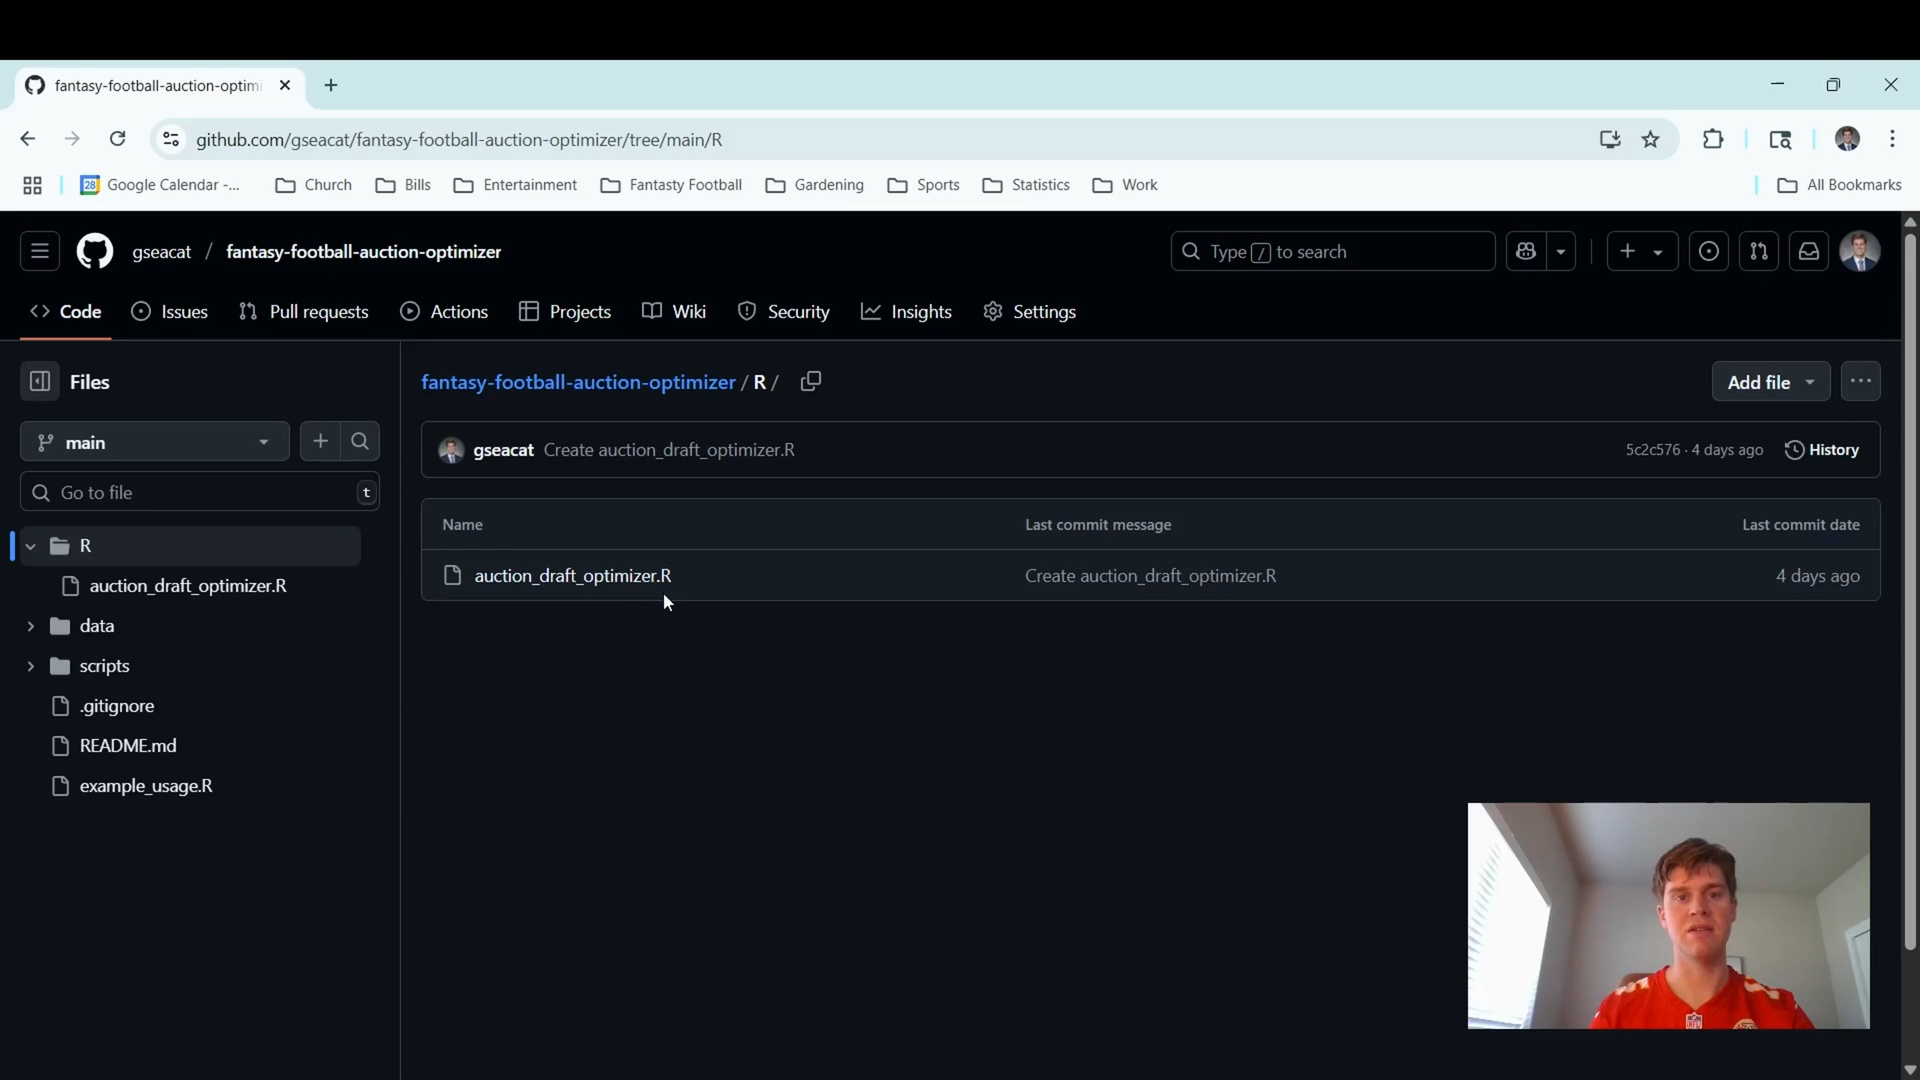 fantasy-football-auction-optimi
github.com/gseacat/fantasy-football-auction-optimizer/tree/main/R
28 Google Calendar -... Church Bills Entertainment Fantasty Football Gardening Sports Statistics Work All Bookmarks
gseacat / fantasy-football-auction-optimizer Type / to search
Code Issues Pull requests Actions Projects Wiki Security Insights Settings
Files
fantasy-football-auction-optimizer / R / Add file
main
gseacat Create auction_draft_optimizer.R 5c2c576 · 4 days ago History
Go to file t
Name Last commit message Last commit date
R
auction_draft_optimizer.R Create auction_draft_optimizer.R 4 days ago
auction_draft_optimizer.R
data
scripts
.gitignore
README.md
example_usage.R